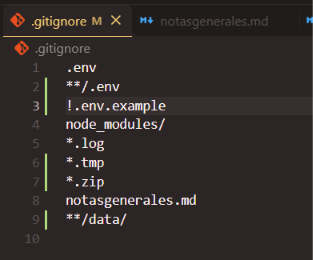 .gitignore M notasgenerales.md
.gitignore
1 .env
2 **/.env
3 !.env.example
4 node_modules/
5 *.log
6 *.tmp
7 *.zip
8 notasgenerales.md
9 **/data/
10